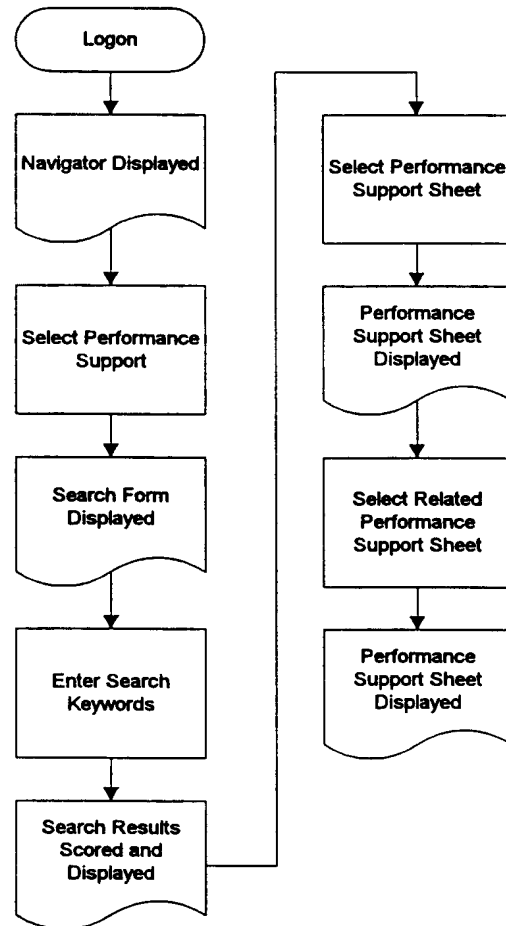 Logon
Navigator Displayed
Select Performance
Support
Search Form
Displayed
Enter Search
Keywords
Search Results
Scored and
Displayed
Select Performance
Support Sheet
Performance
Support Sheet
Displayed
Select Related
Performance
Support Sheet
Performance
Support Sheet
Displayed